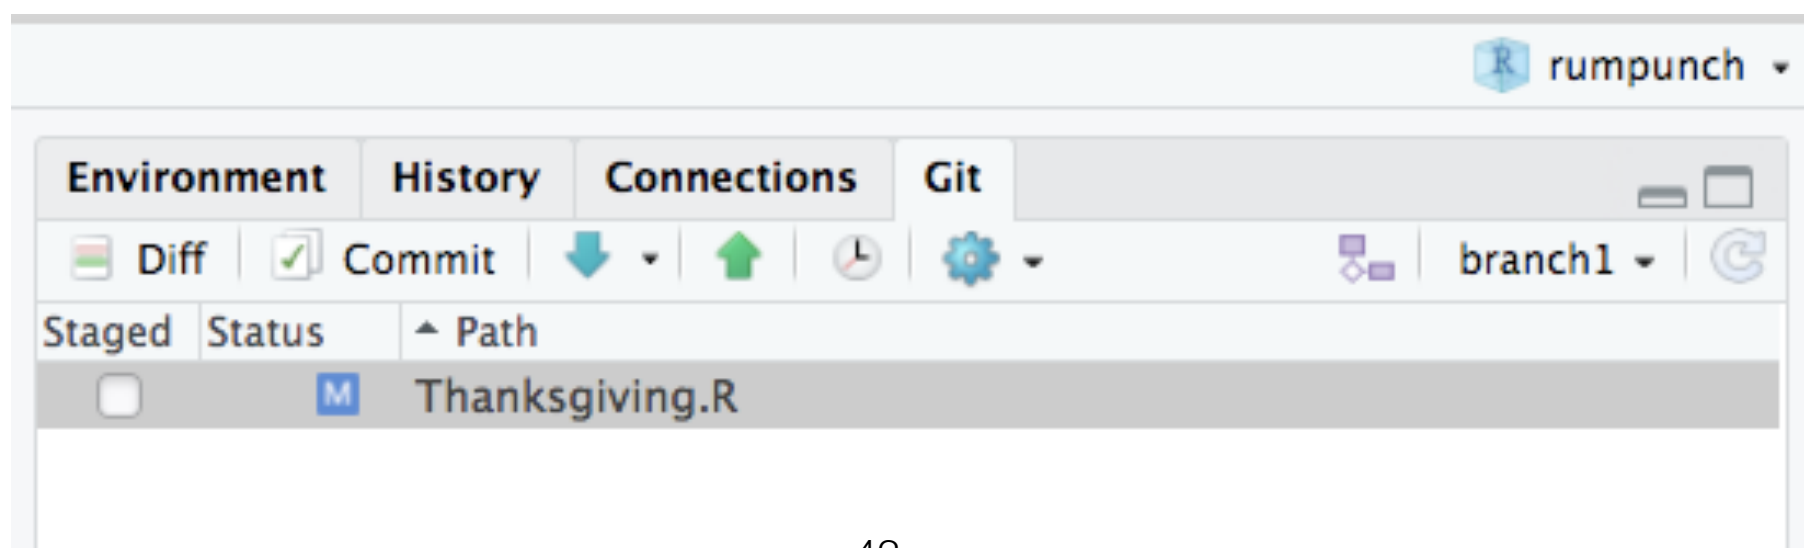 R rumpunch
Environment History Connections Git
Diff Commit branch1
Staged Status Path
M Thanksgiving.R